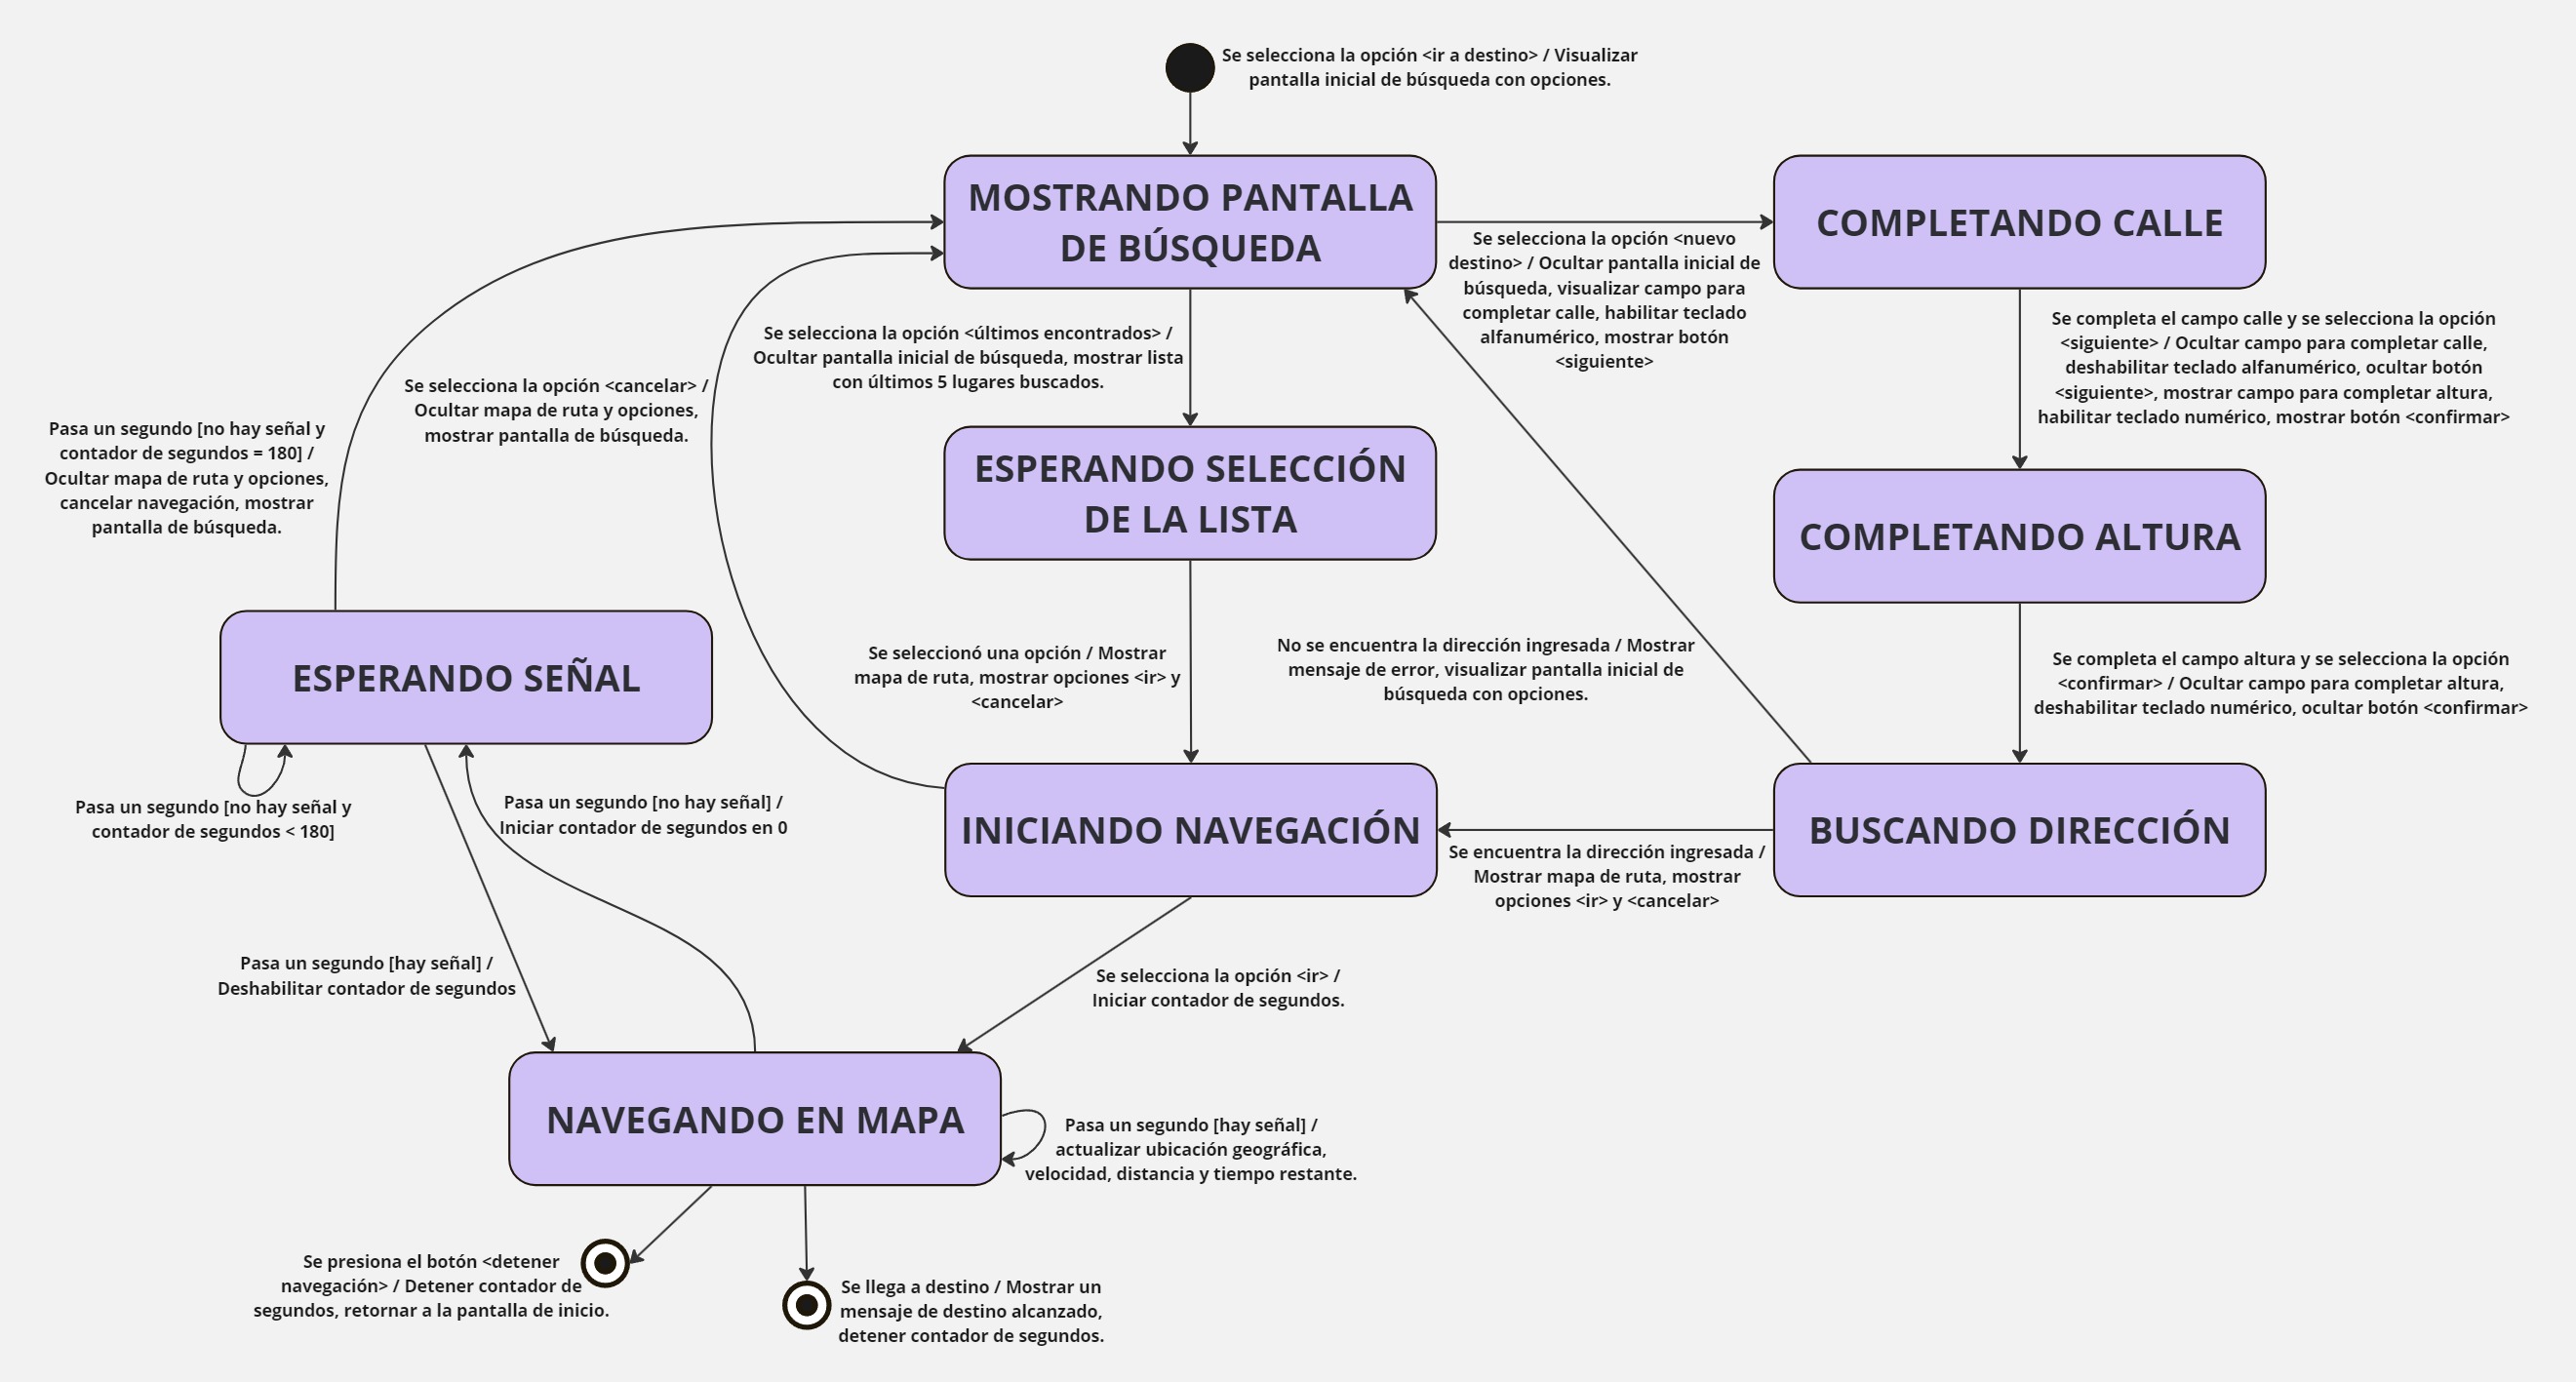 Se selecciona la opción <ir a destino> / Visualizar
pantalla inicial de búsqueda con opciones.
MOSTRANDO PANTALLA
DE BÚSQUEDA
COMPLETANDO CALLE
Se selecciona la opción <nuevo
destino> / Ocultar pantalla inicial de
búsqueda, visualizar campo para
completar calle, habilitar teclado
alfanumérico, mostrar botón
<siguiente>
Se selecciona la opción <últimos encontrados> /
Ocultar pantalla inicial de búsqueda, mostrar lista
con últimos 5 lugares buscados.
Se completa el campo calle y se selecciona la opción
<siguiente> / Ocultar campo para completar calle,
deshabilitar teclado alfanumérico, ocultar botón
<siguiente>, mostrar campo para completar altura,
habilitar teclado numérico, mostrar botón <confirmar>
Se selecciona la opción <cancelar> /
Ocultar mapa de ruta y opciones,
mostrar pantalla de búsqueda.
Pasa un segundo [no hay señal y
contador de segundos = 180] /
Ocultar mapa de ruta y opciones,
cancelar navegación, mostrar
pantalla de búsqueda.
ESPERANDO SELECCIÓN
DE LA LISTA
COMPLETANDO ALTURA
ESPERANDO SEÑAL
Se seleccionó una opción / Mostrar
mapa de ruta, mostrar opciones <ir> y
<cancelar>
No se encuentra la dirección ingresada / Mostrar
mensaje de error, visualizar pantalla inicial de
búsqueda con opciones.
Se completa el campo altura y se selecciona la opción
<confirmar> / Ocultar campo para completar altura,
deshabilitar teclado numérico, ocultar botón <confirmar>
Pasa un segundo [no hay señal y
contador de segundos < 180]
Pasa un segundo [no hay señal] /
Iniciar contador de segundos en 0
INICIANDO NAVEGACIÓN
BUSCANDO DIRECCIÓN
Se encuentra la dirección ingresada /
Mostrar mapa de ruta, mostrar
opciones <ir> y <cancelar>
Pasa un segundo [hay señal] /
Deshabilitar contador de segundos
Se selecciona la opción <ir> /
Iniciar contador de segundos.
NAVEGANDO EN MAPA
Pasa un segundo [hay señal] /
actualizar ubicación geográfica,
velocidad, distancia y tiempo restante.
Se presiona el botón <detener
navegación> / Detener contador de
segundos, retornar a la pantalla de inicio.
Se llega a destino / Mostrar un
mensaje de destino alcanzado,
detener contador de segundos.